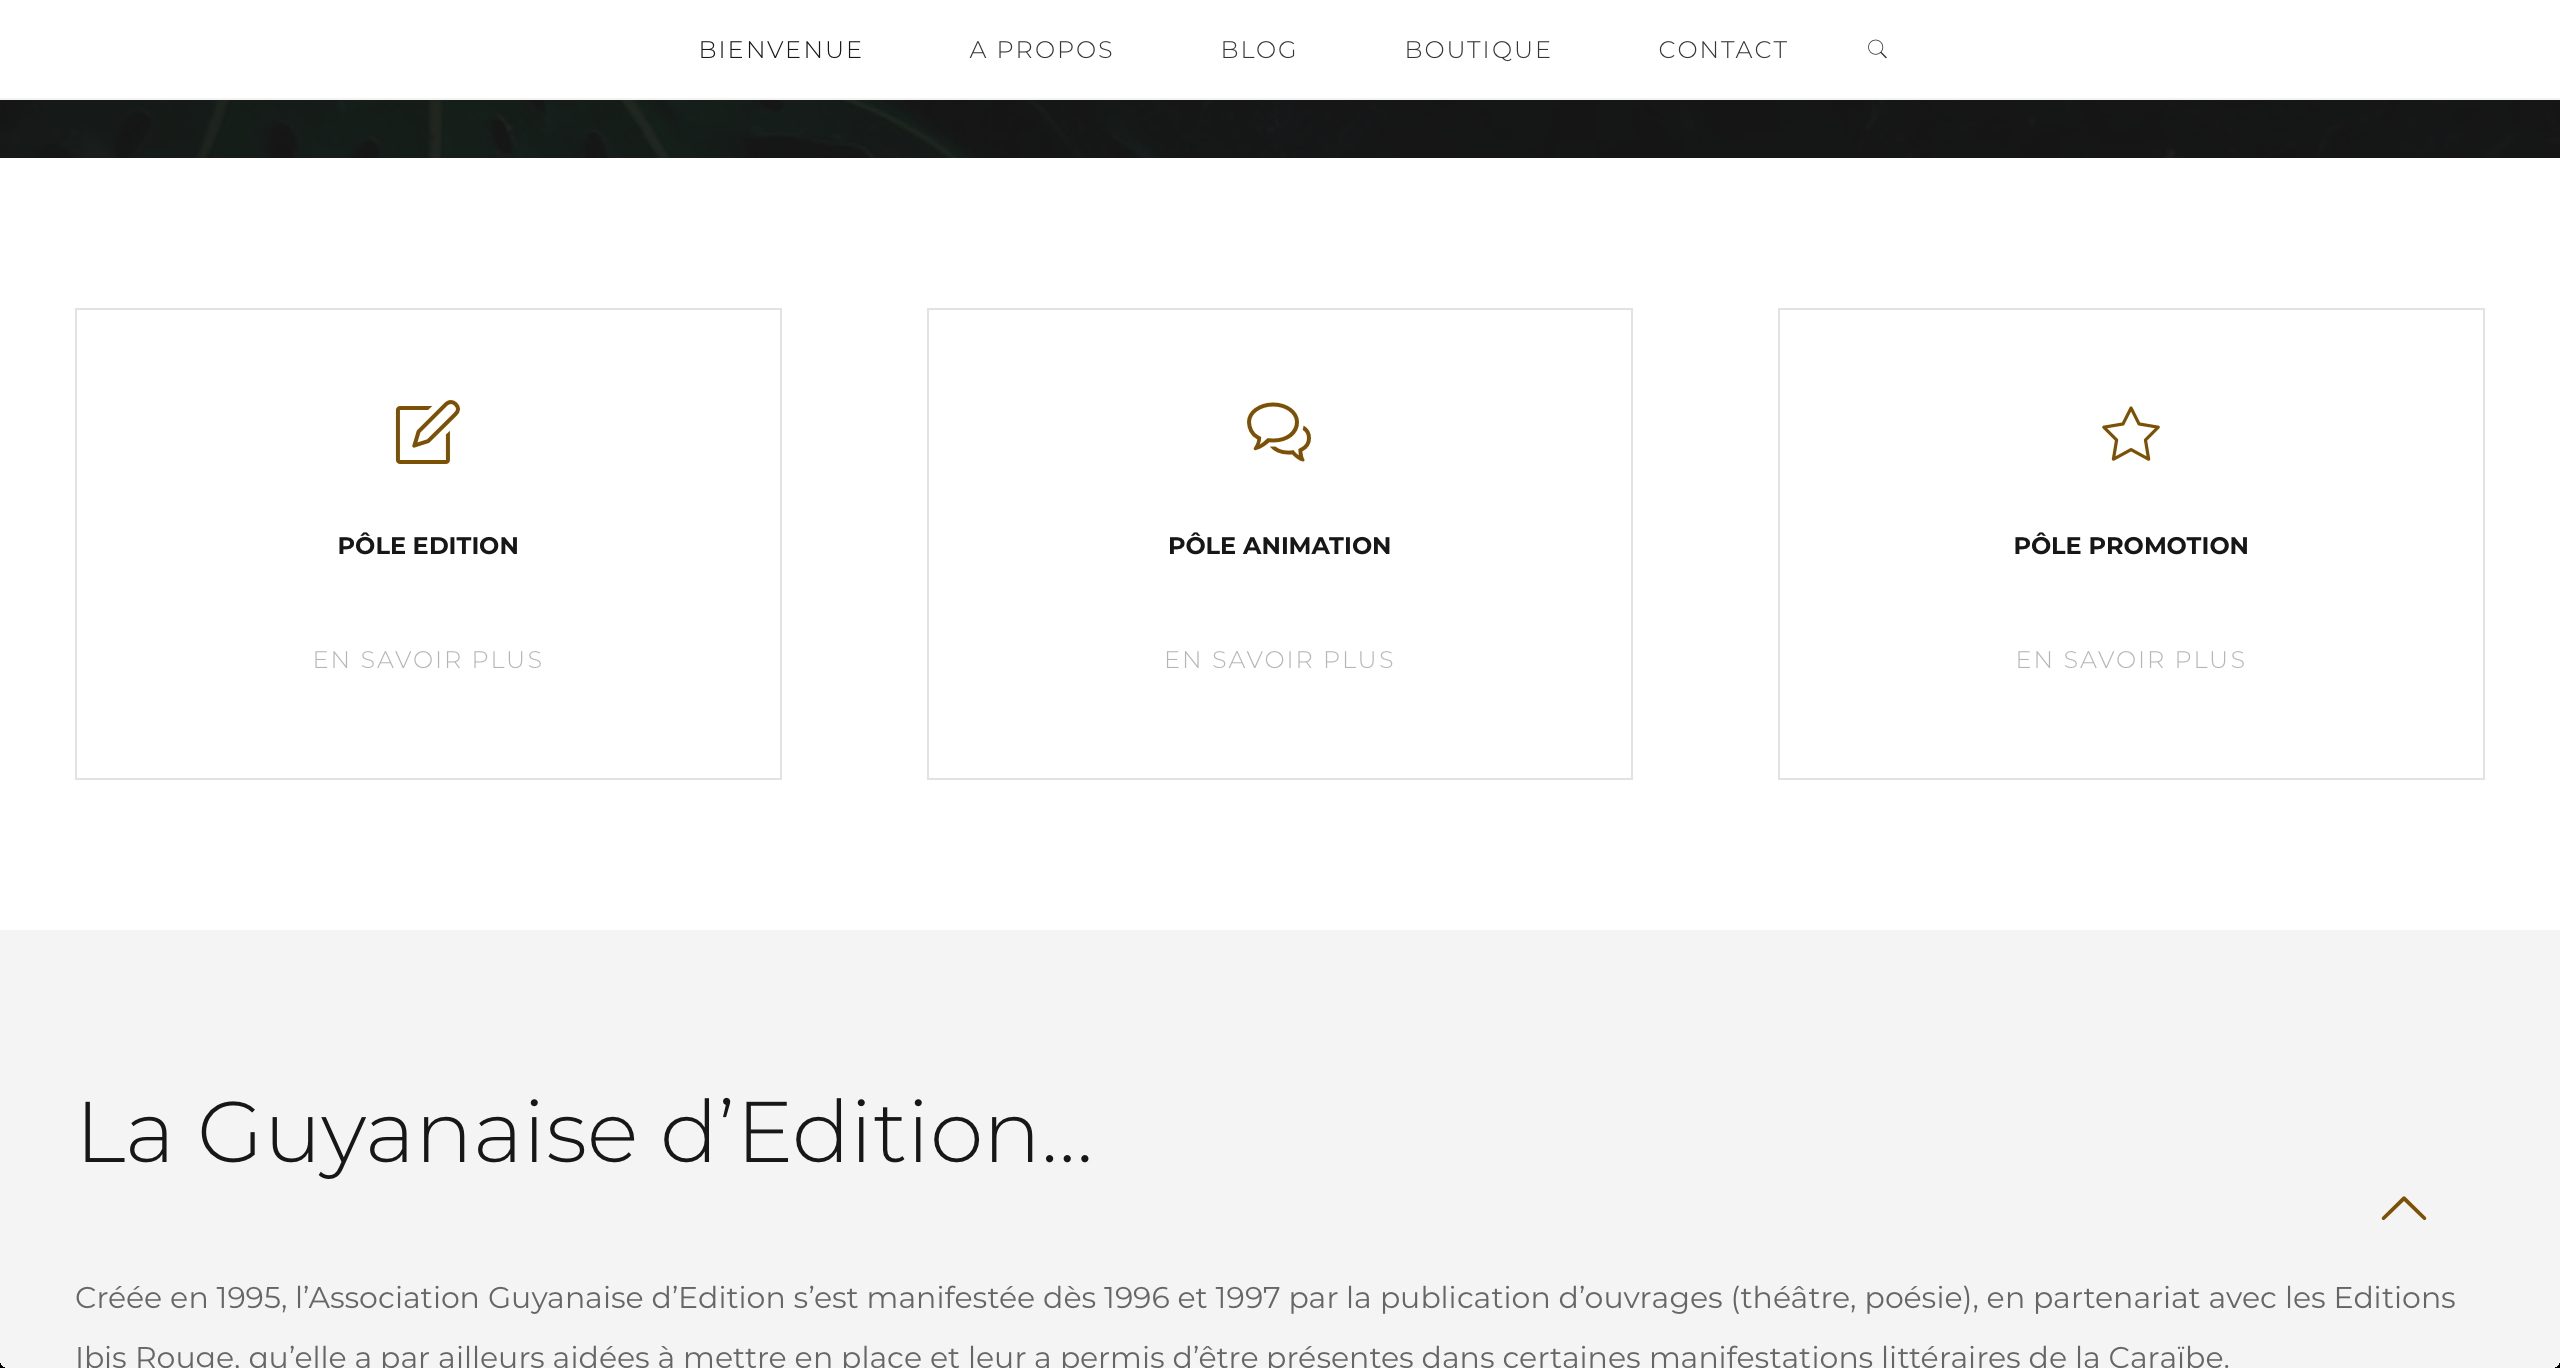 BIENVENUE A PROPOS BLOG BOUTIQUE CONTACT
PÔLE EDITION
EN SAVOIR PLUS
PÔLE ANIMATION
EN SAVOIR PLUS
PÔLE PROMOTION
EN SAVOIR PLUS
La Guyanaise d’Edition…
Créée en 1995, l’Association Guyanaise d’Edition s’est manifestée dès 1996 et 1997 par la publication d’ouvrages (théâtre, poésie), en partenariat avec les Editions
Ibis Rouge, qu’elle a par ailleurs aidées à mettre en place et leur a permis d’être présentes dans certaines manifestations littéraires de la Caraïbe.